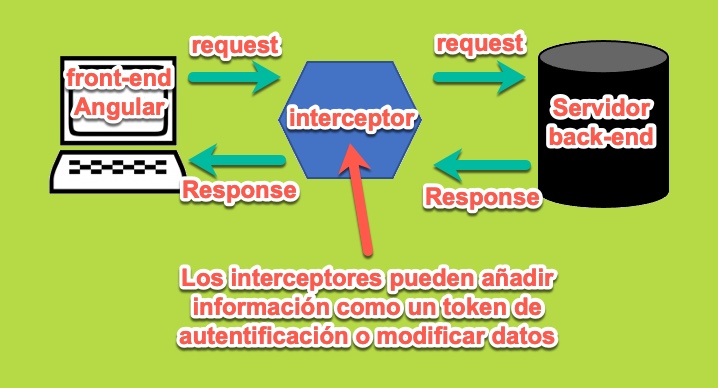 request
request
front-end
Angular
interceptor
Servidor
back-end
Response
Response
Los interceptores pueden añadir
información como un token de
autentificación o modificar datos